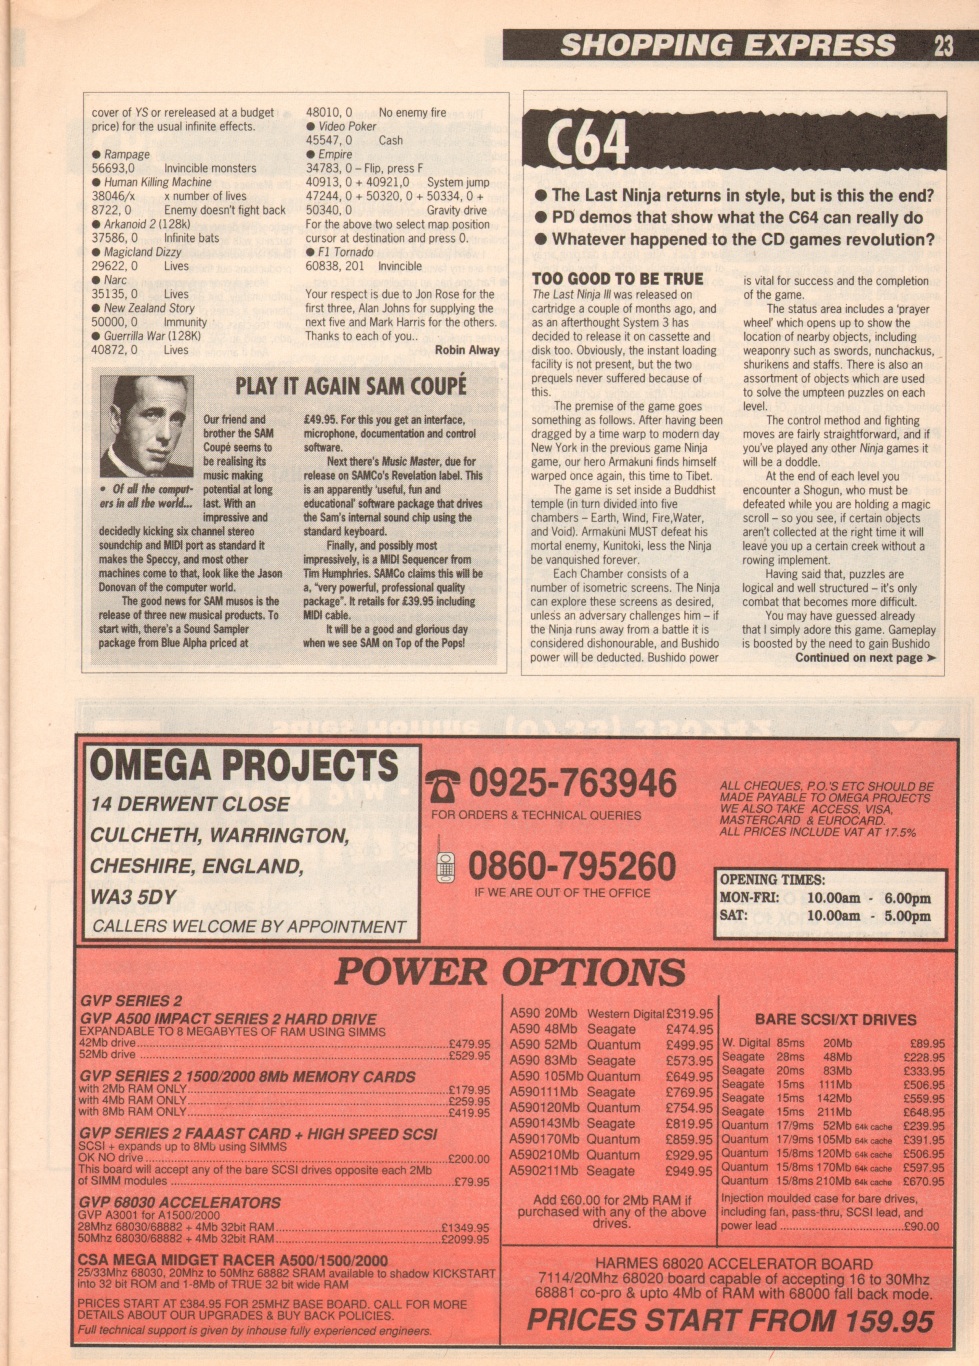 SHOPPING EXPRESS 23
cover of YS or rereleased at a budget
price) for the usual infinite effects.
● Rampage
56693,0 Invincible monsters
● Human Killing Machine
38046/x x number of lives
8722, 0 Enemy doesn't fight back
● Arkanoid 2 (128k)
37586, 0 Infinite bats
● Magicland Dizzy
29622, 0 Lives
● Narc
35135, 0 Lives
● New Zealand Story
50000, 0 Immunity
● Guerrilla War (128K)
40872, 0 Lives
48010, 0 No enemy fire
● Video Poker
45547, 0 Cash
● Empire
34783, 0 – Flip, press F
40913, 0 + 40921,0 System jump
47244, 0 + 50320, 0 + 50334, 0 +
50340, 0 Gravity drive
For the above two select map position
cursor at destination and press 0.
● F1 Tornado
60838, 201 Invincible
Your respect is due to Jon Rose for the
first three, Alan Johns for supplying the
next five and Mark Harris for the others.
Thanks to each of you..
Robin Alway
PLAY IT AGAIN SAM COUPÉ
• Of all the comput-
ers in all the world...
Our friend and
brother the SAM
Coupé seems to
be realising its
music making
potential at long
last. With an
impressive and
decidedly kicking six channel stereo
soundchip and MIDI port as standard it
makes the Speccy, and most other
machines come to that, look like the Jason
Donovan of the computer world.
The good news for SAM musos is the
release of three new musical products. To
start with, there's a Sound Sampler
package from Blue Alpha priced at
£49.95. For this you get an interface,
microphone, documentation and control
software.
Next there's Music Master, due for
release on SAMCo's Revelation label. This
is an apparently 'useful, fun and
educational' software package that drives
the Sam's internal sound chip using the
standard keyboard.
Finally, and possibly most
impressively, is a MIDI Sequencer from
Tim Humphries. SAMCo claims this will be
a, "very powerful, professional quality
package". It retails for £39.95 including
MIDI cable.
It will be a good and glorious day
when we see SAM on Top of the Pops!
C64
● The Last Ninja returns in style, but is this the end?
● PD demos that show what the C64 can really do
● Whatever happened to the CD games revolution?
TOO GOOD TO BE TRUE
The Last Ninja III was released on
cartridge a couple of months ago, and
as an afterthought System 3 has
decided to release it on cassette and
disk too. Obviously, the instant loading
facility is not present, but the two
prequels never suffered because of
this.
The premise of the game goes
something as follows. After having been
dragged by a time warp to modern day
New York in the previous game Ninja
game, our hero Armakuni finds himself
warped once again, this time to Tibet.
The game is set inside a Buddhist
temple (in turn divided into five
chambers – Earth, Wind, Fire,Water,
and Void). Armakuni MUST defeat his
mortal enemy, Kunitoki, less the Ninja
be vanquished forever.
Each Chamber consists of a
number of isometric screens. The Ninja
can explore these screens as desired,
unless an adversary challenges him – if
the Ninja runs away from a battle it is
considered dishonourable, and Bushido
power will be deducted. Bushido power
is vital for success and the completion
of the game.
The status area includes a 'prayer
wheel' which opens up to show the
location of nearby objects, including
weaponry such as swords, nunchackus,
shurikens and staffs. There is also an
assortment of objects which are used
to solve the umpteen puzzles on each
level.
The control method and fighting
moves are fairly straightforward, and if
you've played any other Ninja games it
will be a doddle.
At the end of each level you
encounter a Shogun, who must be
defeated while you are holding a magic
scroll – so you see, if certain objects
aren't collected at the right time it will
leave you up a certain creek without a
rowing implement.
Having said that, puzzles are
logical and well structured – it's only
combat that becomes more difficult.
You may have guessed already
that I simply adore this game. Gameplay
is boosted by the need to gain Bushido
Continued on next page ➤
OMEGA PROJECTS
14 DERWENT CLOSE
CULCHETH, WARRINGTON,
CHESHIRE, ENGLAND,
WA3 5DY
CALLERS WELCOME BY APPOINTMENT
☎ 0925-763946
FOR ORDERS & TECHNICAL QUERIES
0860-795260
IF WE ARE OUT OF THE OFFICE
ALL CHEQUES, P.O.'S ETC SHOULD BE
MADE PAYABLE TO OMEGA PROJECTS
WE ALSO TAKE ACCESS, VISA,
MASTERCARD & EUROCARD.
ALL PRICES INCLUDE VAT AT 17.5%
OPENING TIMES:
MON-FRI: 10.00am - 6.00pm
SAT: 10.00am - 5.00pm
POWER OPTIONS
GVP SERIES 2
GVP A500 IMPACT SERIES 2 HARD DRIVE
EXPANDABLE TO 8 MEGABYTES OF RAM USING SIMMS
42Mb drive...£479.95
52Mb drive ...£529.95
GVP SERIES 2 1500/2000 8Mb MEMORY CARDS
with 2Mb RAM ONLY...£179.95
with 4Mb RAM ONLY...£259.95
with 8Mb RAM ONLY...£419.95
GVP SERIES 2 FAAAST CARD + HIGH SPEED SCSI
SCSI + expands up to 8Mb using SIMMS
OK NO drive ...£200.00
This board will accept any of the bare SCSI drives opposite each 2Mb
of SIMM modules ...£79.95
GVP 68030 ACCELERATORS
GVP A3001 for A1500/2000
28Mhz 68030/68882 + 4Mb 32bit RAM...£1349.95
50Mhz 68030/68882 + 4Mb 32bit RAM...£2099.95
CSA MEGA MIDGET RACER A500/1500/2000
25/33Mhz 68030, 20Mhz to 50Mhz 68882 SRAM available to shadow KICKSTART
into 32 bit ROM and 1-8Mb of TRUE 32 bit wide RAM
PRICES START AT £384.95 FOR 25MHZ BASE BOARD. CALL FOR MORE
DETAILS ABOUT OUR UPGRADES & BUY BACK POLICIES.
Full technical support is given by inhouse fully experienced engineers.
A590 20Mb Western Digital £319.95
A590 48Mb Seagate £474.95
A590 52Mb Quantum £499.95
A590 83Mb Seagate £573.95
A590 105Mb Quantum £649.95
A590111Mb Seagate £769.95
A590120Mb Quantum £754.95
A590143Mb Seagate £819.95
A590170Mb Quantum £859.95
A590210Mb Quantum £929.95
A590211Mb Seagate £949.95
Add £60.00 for 2Mb RAM if
purchased with any of the above
drives.
BARE SCSI/XT DRIVES
W. Digital 85ms 20Mb £89.95
Seagate 28ms 48Mb £228.95
Seagate 20ms 83Mb £333.95
Seagate 15ms 111Mb £506.95
Seagate 15ms 142Mb £559.95
Seagate 15ms 211Mb £648.95
Quantum 17/9ms 52Mb 64k cache £239.95
Quantum 17/9ms 105Mb 64k cache £391.95
Quantum 15/8ms 120Mb 64k cache £506.95
Quantum 15/8ms 170Mb 64k cache £597.95
Quantum 15/8ms 210Mb 64k cache £670.95
Injection moulded case for bare drives,
including fan, pass-thru, SCSI lead, and
power lead ...£90.00
HARMES 68020 ACCELERATOR BOARD
7114/20Mhz 68020 board capable of accepting 16 to 30Mhz
68881 co-pro & upto 4Mb of RAM with 68000 fall back mode.
PRICES START FROM 159.95